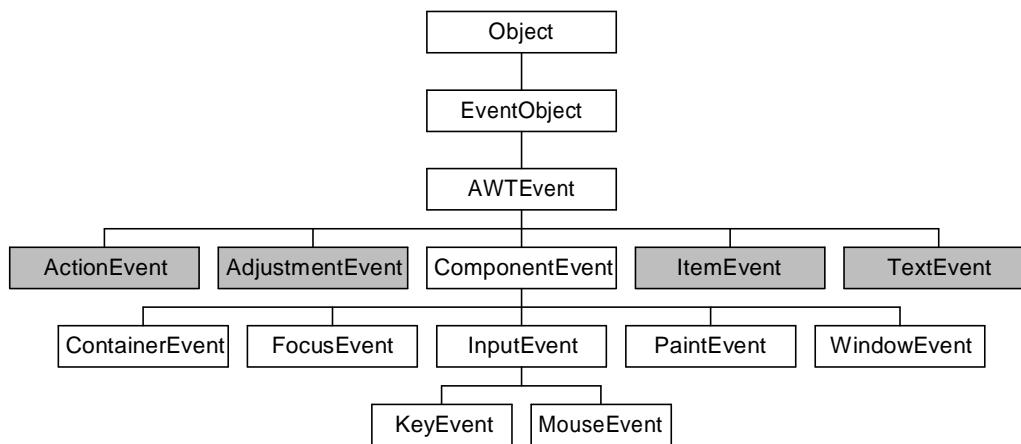 Object
EventObject
AWTEvent
ActionEvent AdjustmentEvent ComponentEvent ItemEvent TextEvent
ContainerEvent FocusEvent InputEvent PaintEvent WindowEvent
KeyEvent MouseEvent